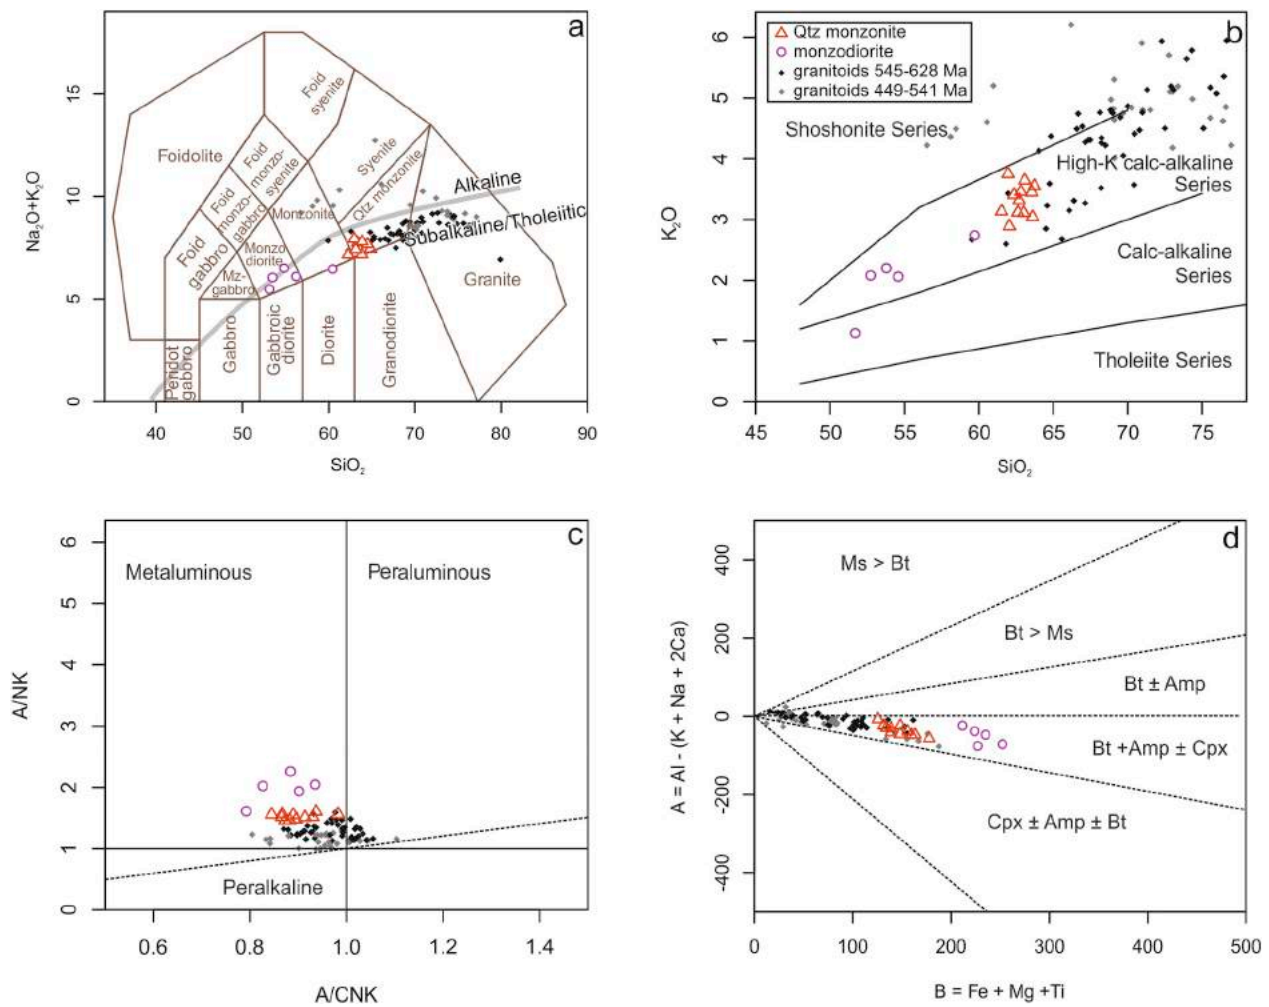 a
15
10
5
0
Na₂O+K₂O
Foidolite
Foid
syenite
Foid
monzo-
syenite
Foid
monzo-
gabbro
Foid
gabbro
Syenite
Qtz monzonite
Monzonite
Monzo
diorite
Mz-
gabbro
Alkaline
Subalkaline/Tholeiitic
Granite
Peridot
gabbro
Gabbro
Gabbroic
diorite
Diorite
Granodiorite
40 50 60 70 80 90
SiO₂
b
Qtz monzonite
monzodiorite
granitoids 545-628 Ma
granitoids 449-541 Ma
6
5
4
3
2
1
0
K₂O
Shoshonite Series
High-K calc-alkaline
Series
Calc-alkaline
Series
Tholeiite Series
45 50 55 60 65 70 75
SiO₂
c
6
5
4
3
2
1
0
A/NK
Metaluminous
Peraluminous
Peralkaline
0.6 0.8 1.0 1.2 1.4
A/CNK
d
400
200
0
-200
-400
A = Al - (K + Na + 2Ca)
Ms > Bt
Bt > Ms
Bt ± Amp
Bt +Amp ± Cpx
Cpx ± Amp ± Bt
0 100 200 300 400 500
B = Fe + Mg +Ti